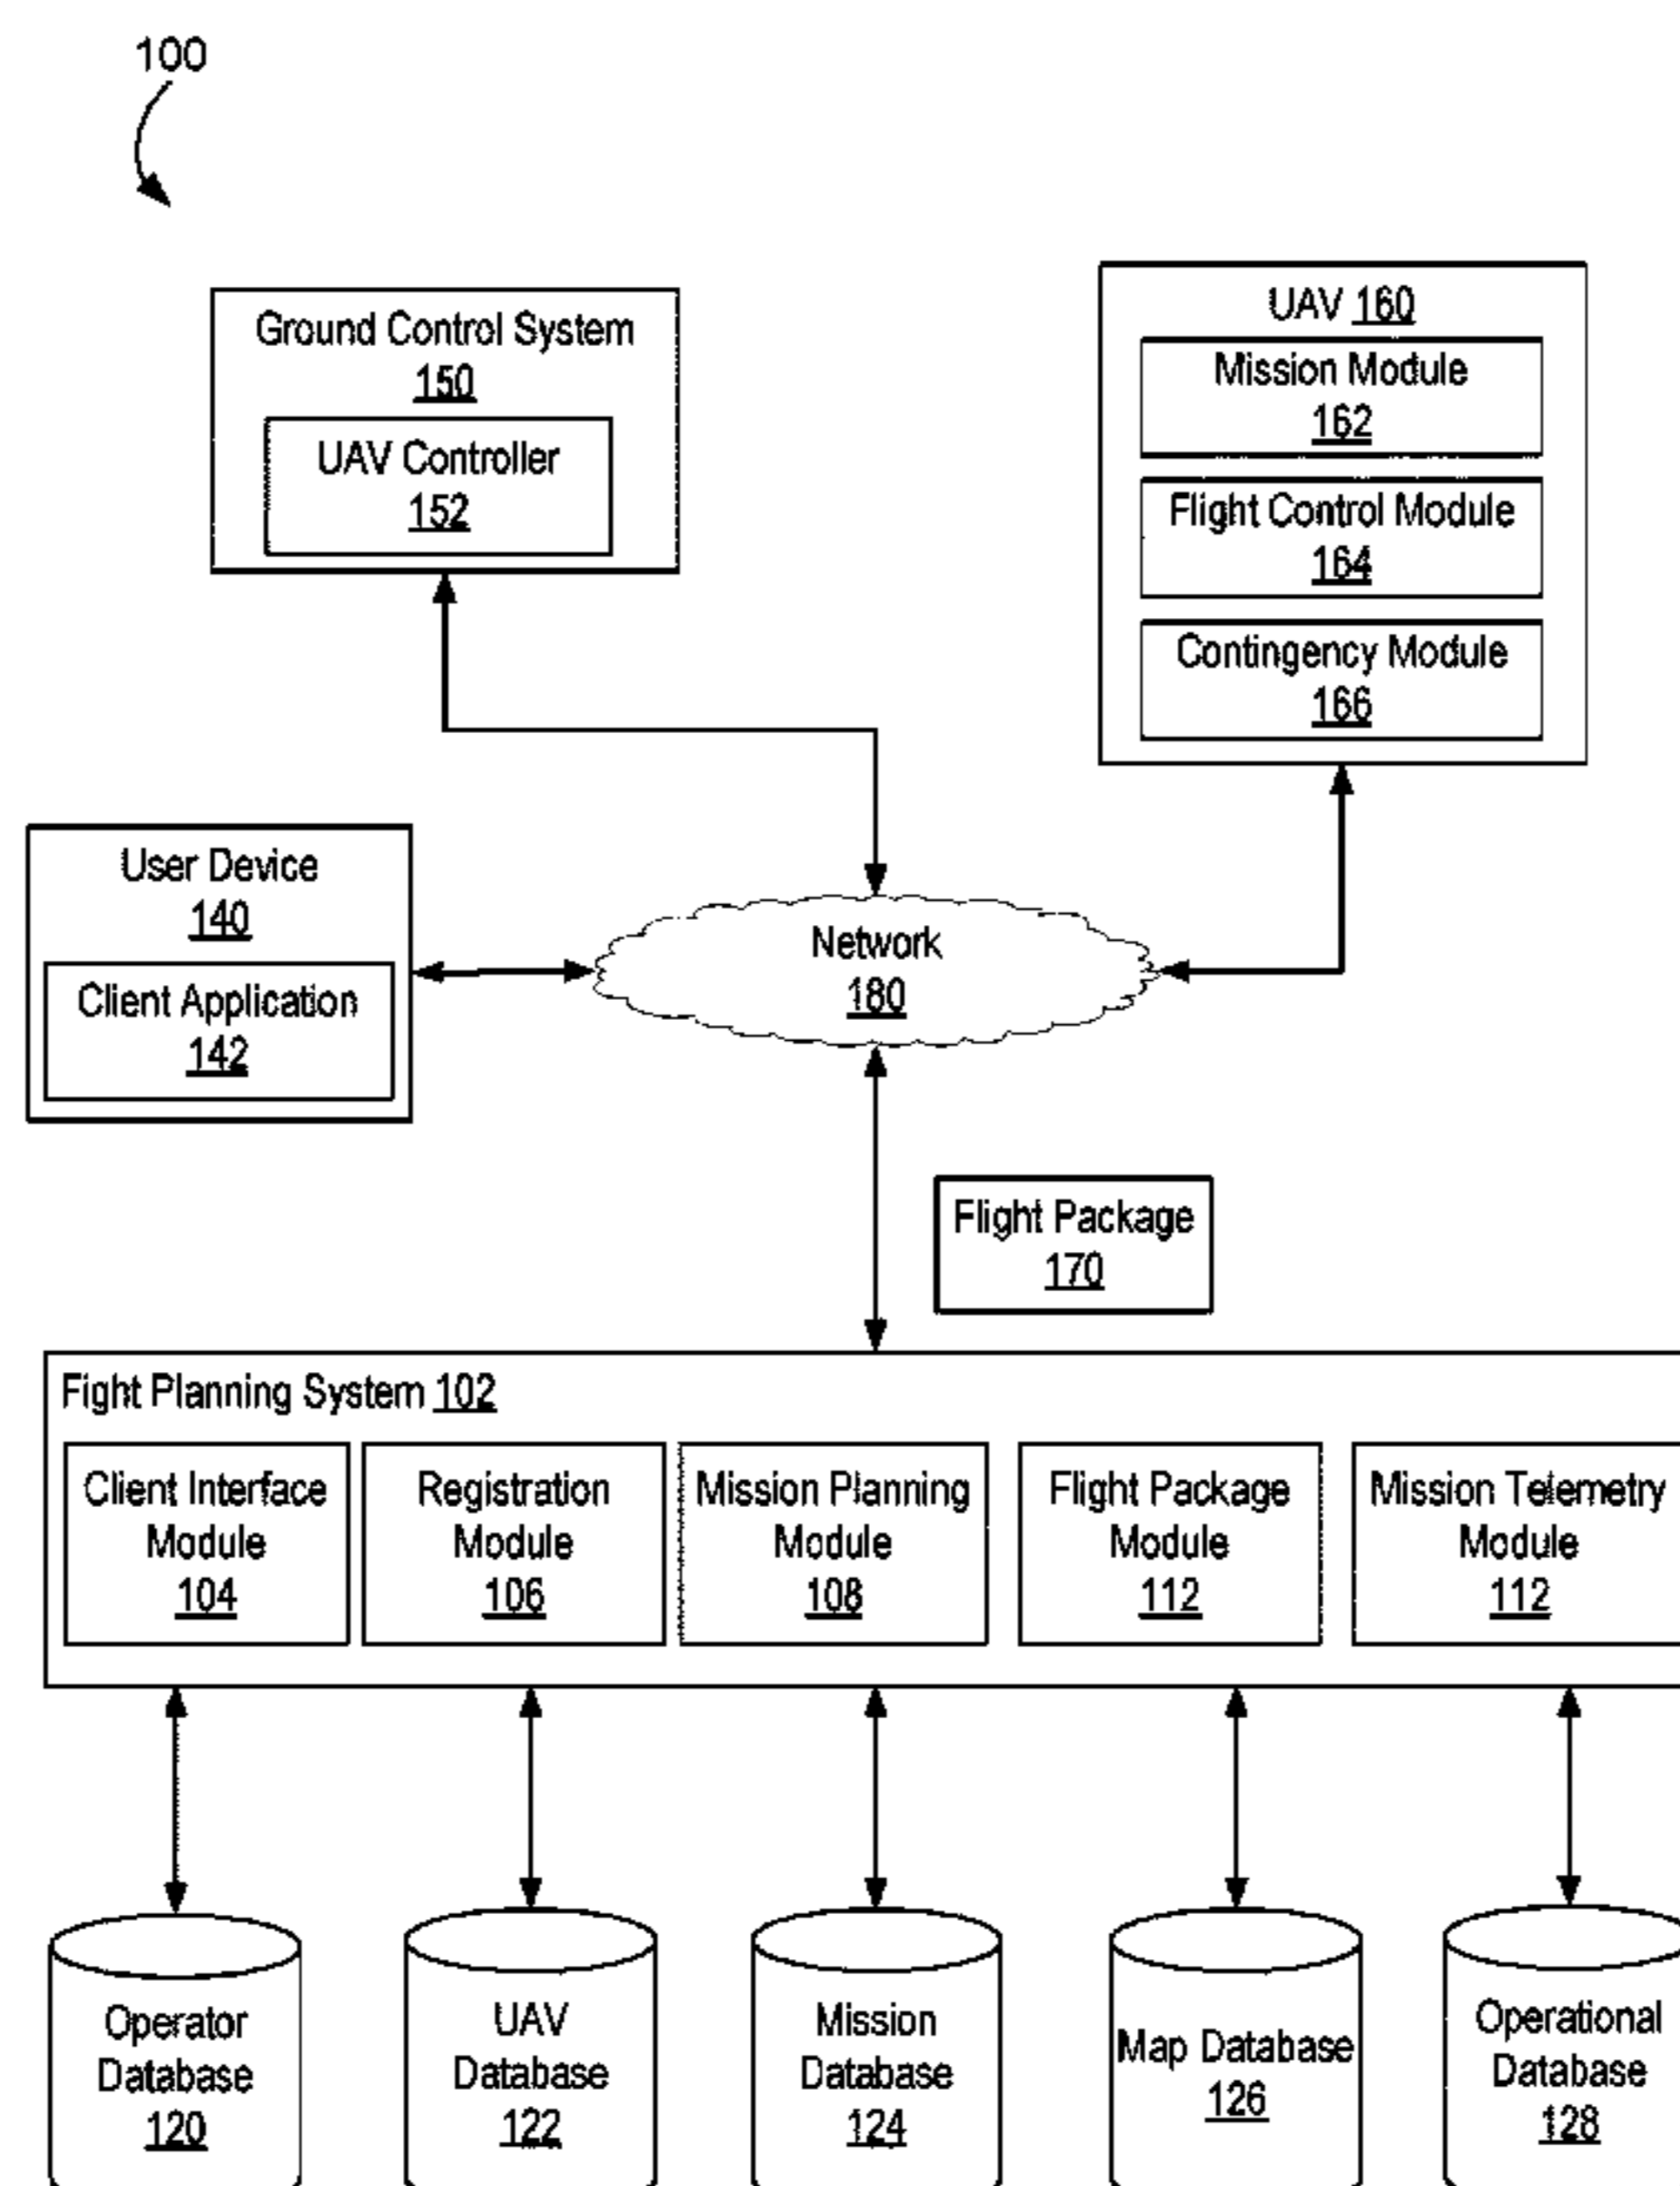 100
Ground Control System
150
UAV Controller
152
UAV 160
Mission Module
162
Flight Control Module
164
Contingency Module
166
User Device
140
Client Application
142
Network
180
Flight Package
170
Fight Planning System 102
Client Interface
Module
104
Registration
Module
106
Mission Planning
Module
108
Flight Package
Module
112
Mission Telemetry
Module
112
Operator
Database
120
UAV
Database
122
Mission
Database
124
Map Database
126
Operational
Database
128